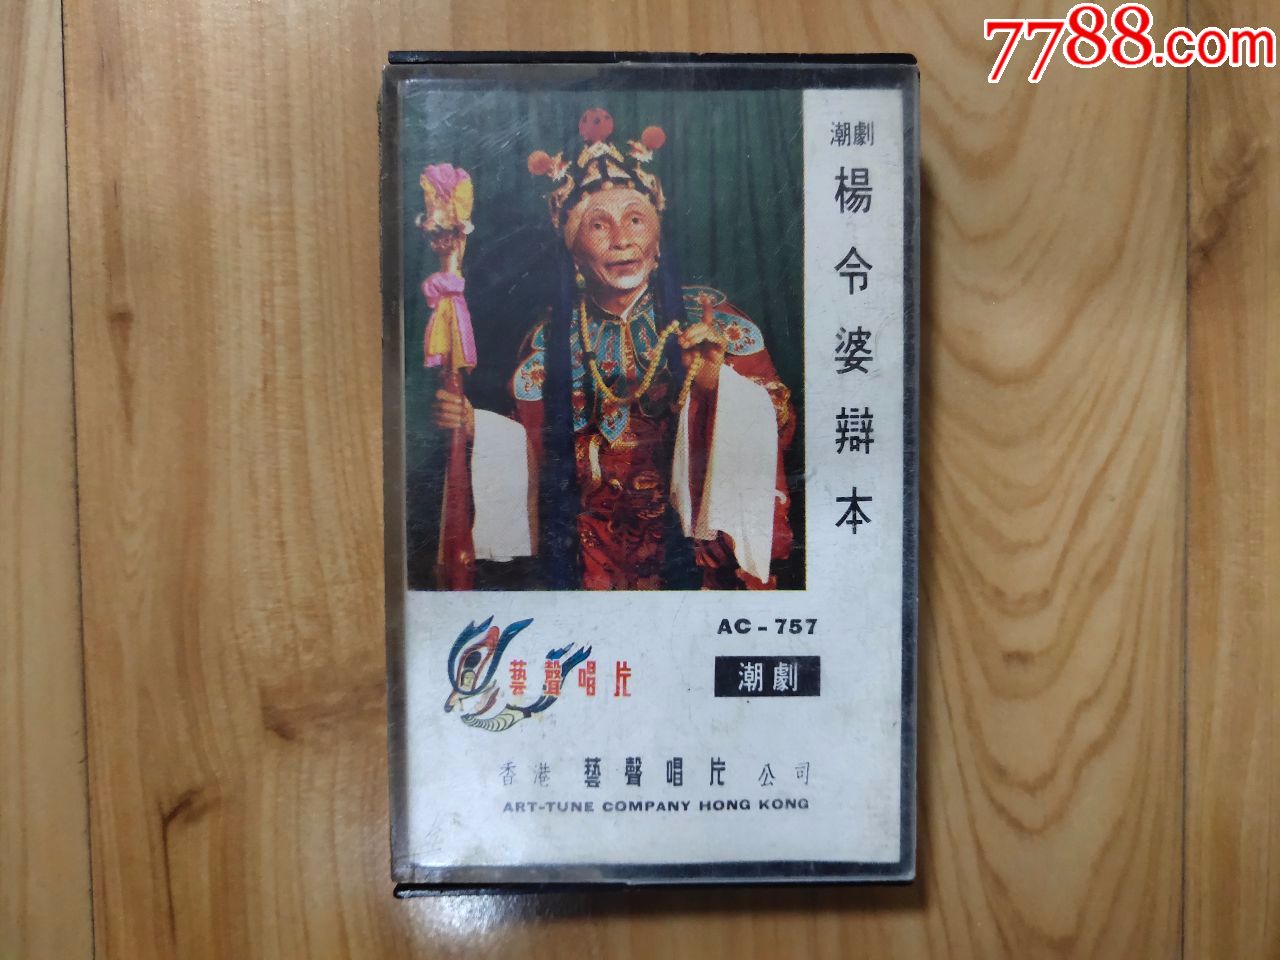 7788.com
潮劇
楊令婆辯本
AC-757
藝聲唱片
潮劇
香港藝聲唱片公司
ART-TUNE COMPANY HONG KONG